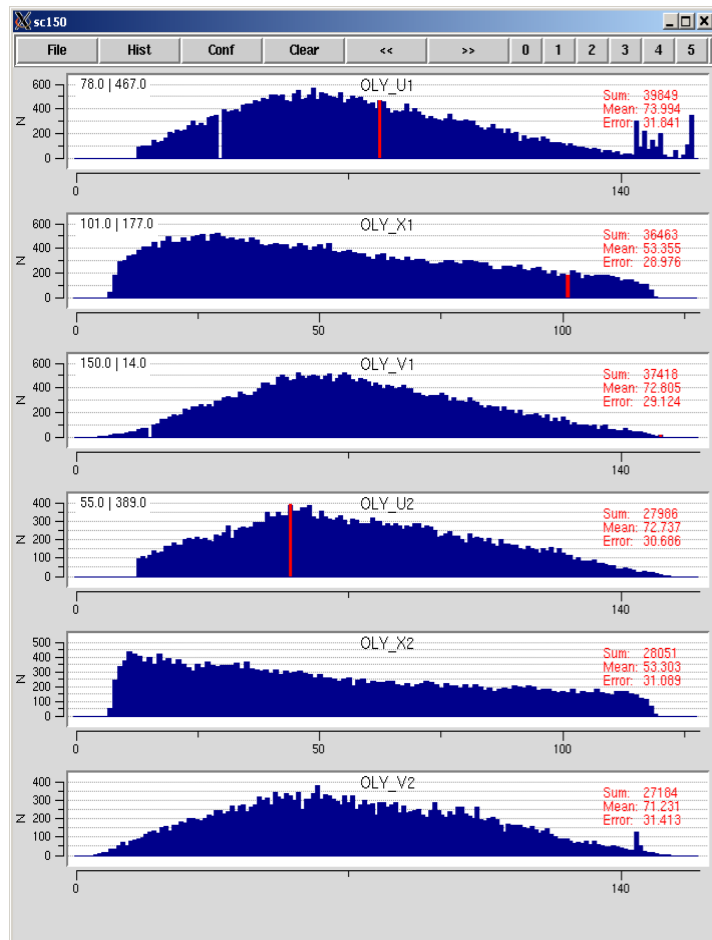 sc150
File Hist Conf Clear << >> 0 1 2 3 4 5
78.0 | 467.0 OLY_U1
Sum: 39849
Mean: 73.994
Error: 31.841
600
400
200
0
N
0 140
101.0 | 177.0 OLY_X1
Sum: 36463
Mean: 53.355
Error: 28.976
600
400
200
0
N
0 50 100
150.0 | 14.0 OLY_V1
Sum: 37418
Mean: 72.805
Error: 29.124
600
400
200
0
N
0 140
55.0 | 389.0 OLY_U2
Sum: 27986
Mean: 72.737
Error: 30.686
400
300
200
100
0
N
0 140
OLY_X2
Sum: 28051
Mean: 53.303
Error: 31.089
500
400
300
200
100
0
N
0 50 100
OLY_V2
Sum: 27184
Mean: 71.231
Error: 31.413
400
300
200
100
0
N
0 140